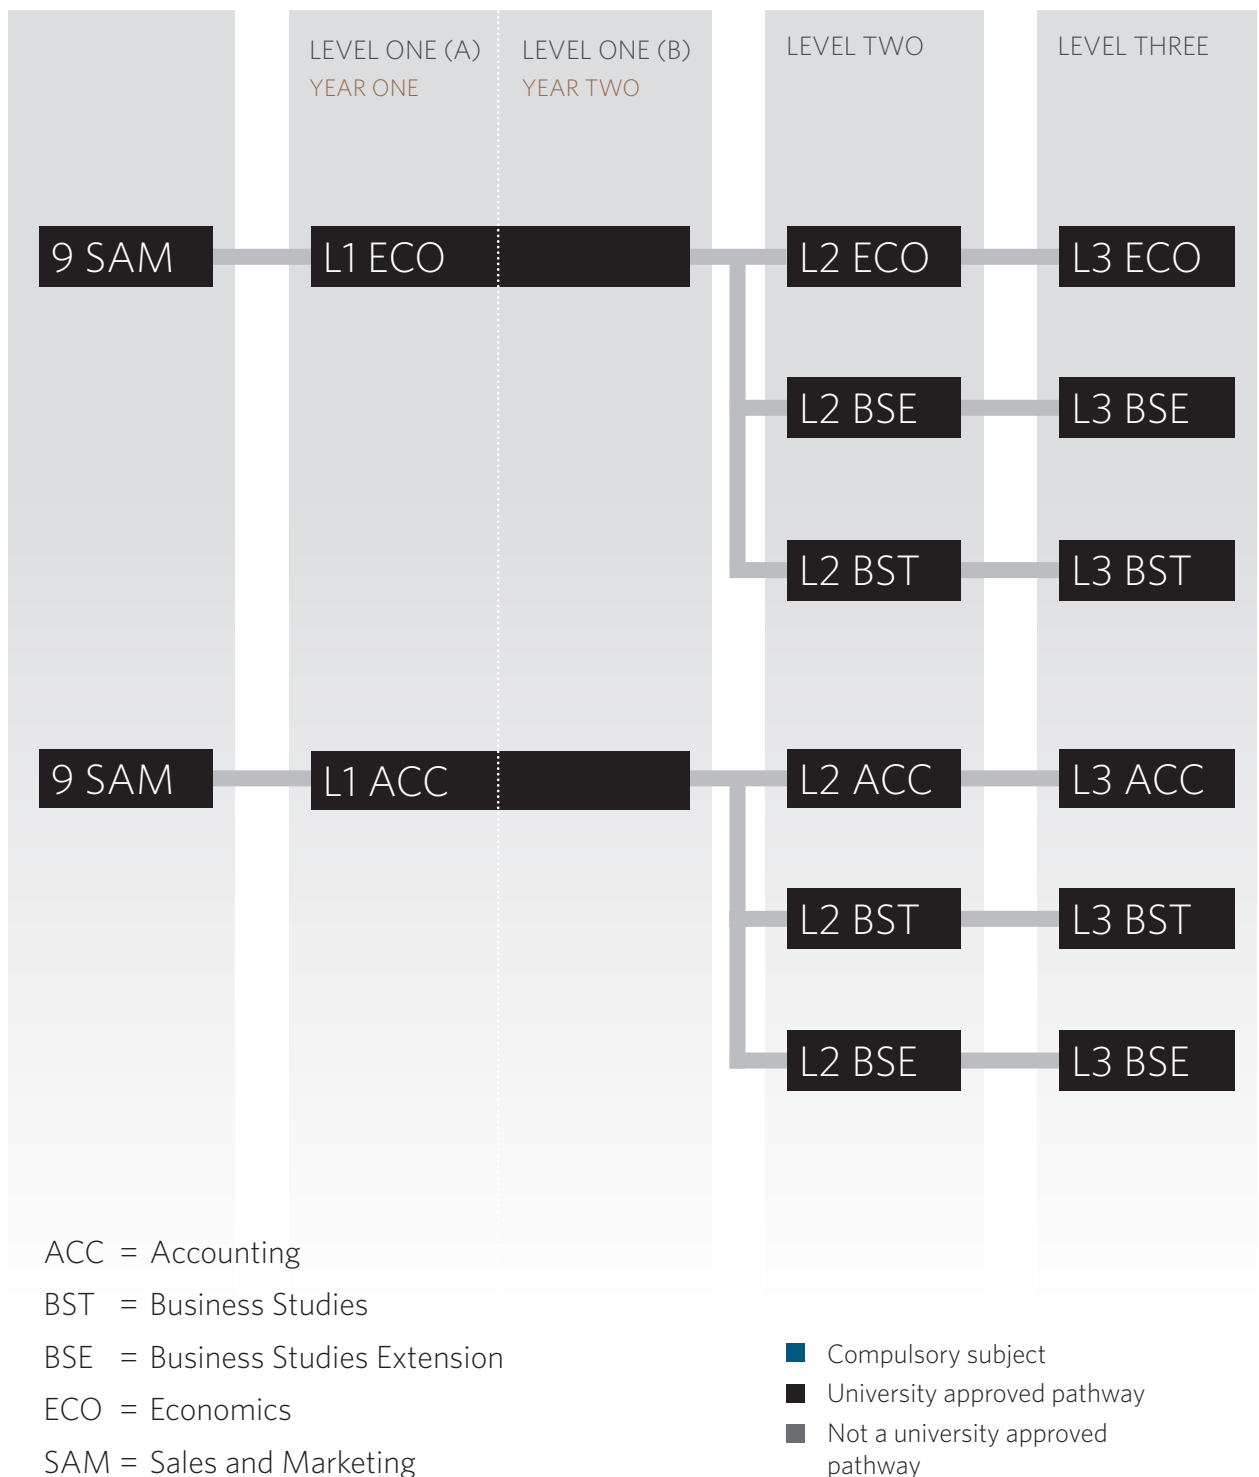 LEVEL ONE (A)
YEAR ONE
LEVEL ONE (B)
YEAR TWO
LEVEL TWO
LEVEL THREE
9 SAM
L1 ECO
L2 ECO
L3 ECO
L2 BSE
L3 BSE
L2 BST
L3 BST
9 SAM
L1 ACC
L2 ACC
L3 ACC
L2 BST
L3 BST
L2 BSE
L3 BSE
ACC = Accounting
BST = Business Studies
BSE = Business Studies Extension
ECO = Economics
SAM = Sales and Marketing
Compulsory subject
University approved pathway
Not a university approved
pathway